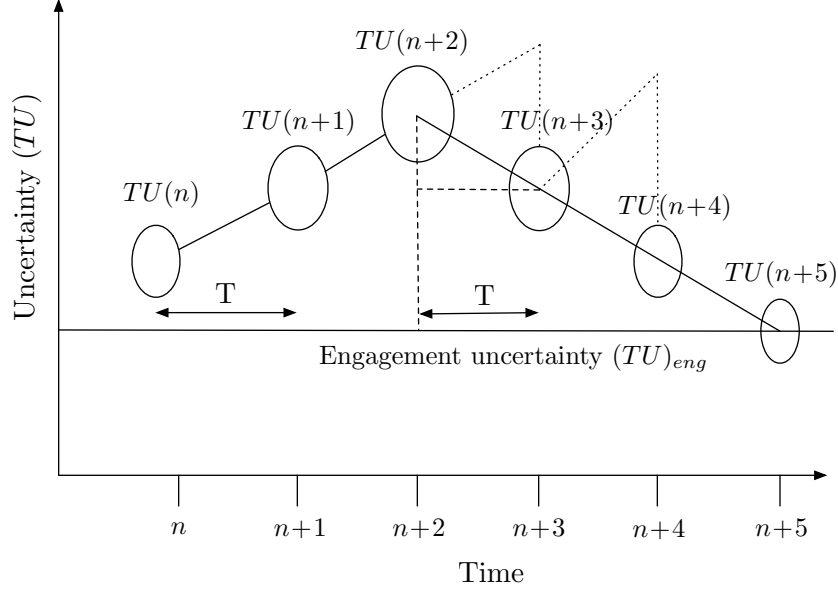 TU(n+2)
TU(n+1)
TU(n+3)
TU(n)
TU(n+4)
TU(n+5)
Uncertainty (TU)
T
T
Engagement uncertainty (TU)eng
n
n+1
n+2
n+3
n+4
n+5
Time